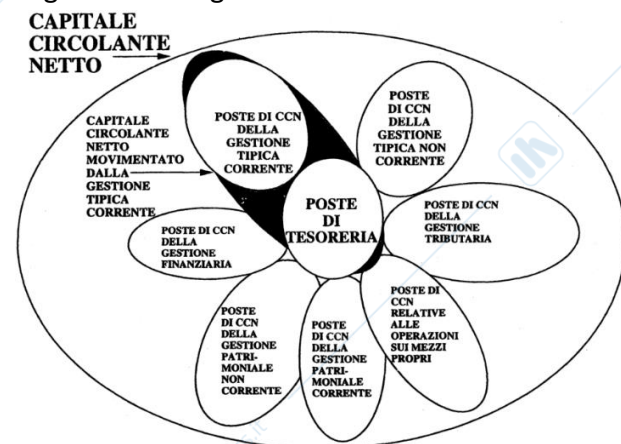 CAPITALE
CIRCOLANTE
NETTO
CAPITALE
CIRCOLANTE
NETTO
MOVIMENTATO
DALLA
GESTIONE
TIPICA
CORRENTE
POSTE DI CCN
DELLA
GESTIONE
TIPICA
CORRENTE
POSTE
DI CCN
DELLA
GESTIONE
TIPICA NON
CORRENTE
POSTE
DI
TESORERIA
POSTE DI CCN
DELLA
GESTIONE
TRIBUTARIA
POSTE DI CCN
DELLA
GESTIONE
FINANZIARIA
POSTE
DI CCN
DELLA
GESTIONE
PATRI-
MONIALE
NON
CORRENTE
POSTE
DI CCN
DELLA
GESTIONE
PATRI-
MONIALE
CORRENTE
POSTE DI
CCN
RELATIVE
ALLE
OPERAZIONI
SUI MEZZI
PROPRI